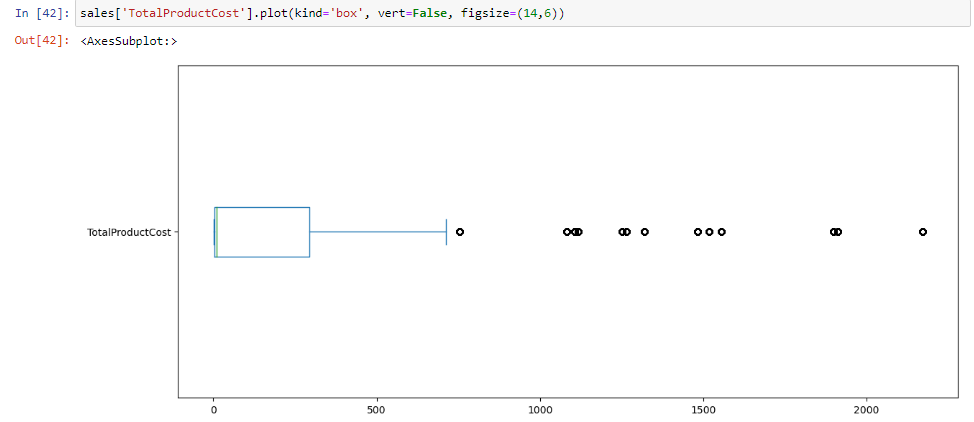 In [42]: sales['TotalProductCost'].plot(kind='box', vert=False, figsize=(14,6))
Out[42]: <AxesSubplot:>
TotalProductCost
0 500 1000 1500 2000